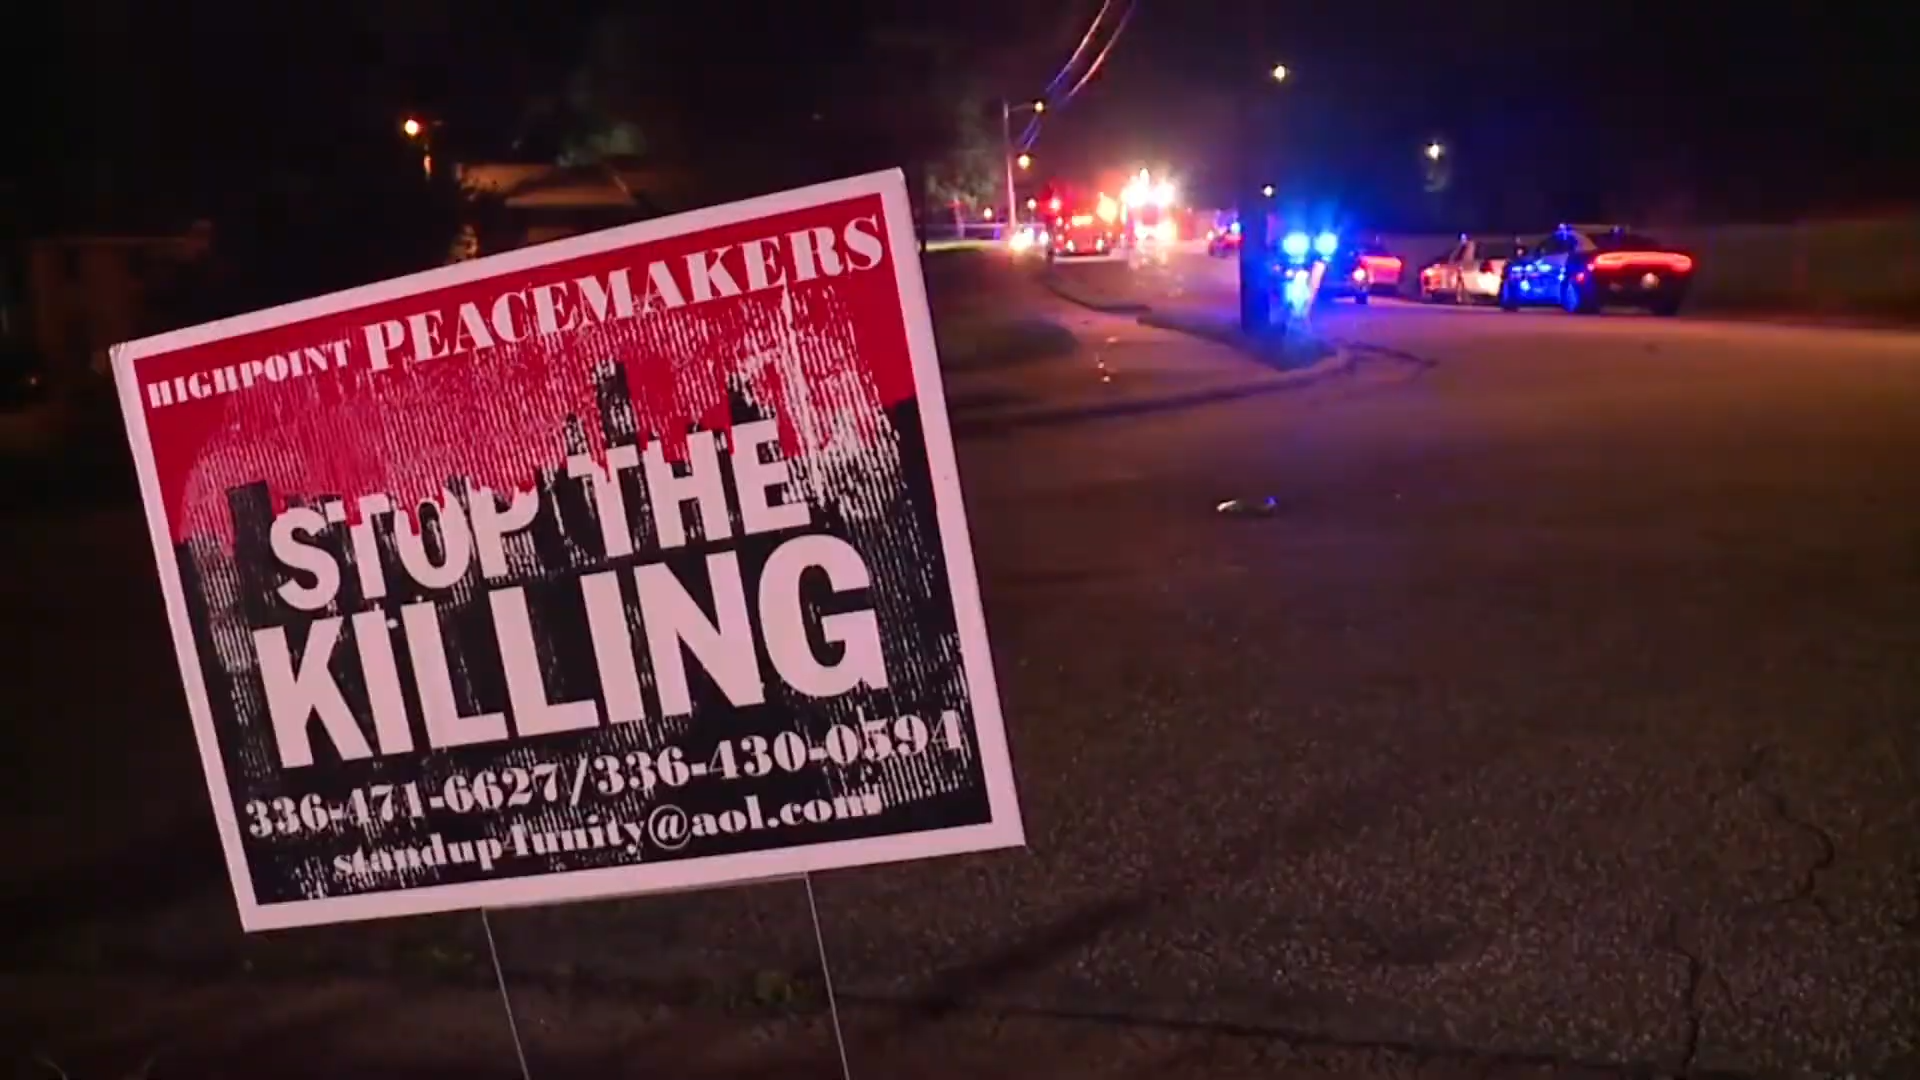 HIGHPOINT PEACEMAKERS
STOP THE
KILLING
336-471-6627/336-430-0594
standup4unity@aol.com